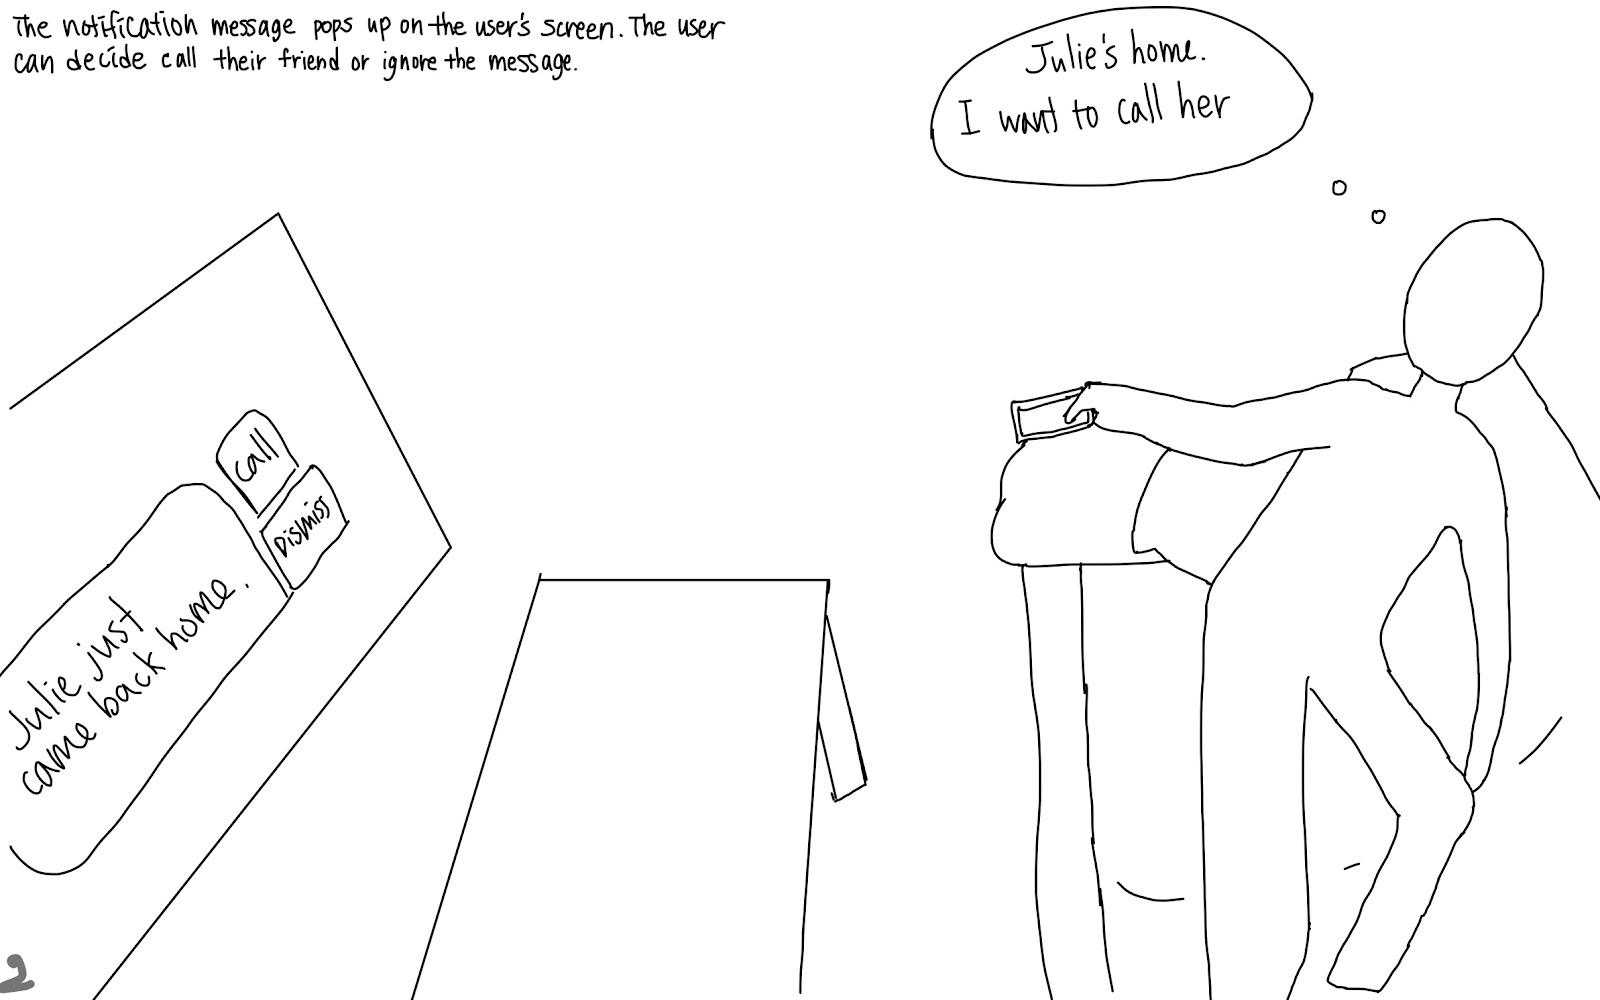 The notification message pops up on the user's screen. The user
can decide call their friend or ignore the message.
Julie's home.
I want to call her
call
Dismiss
Julie just
came back home.
2